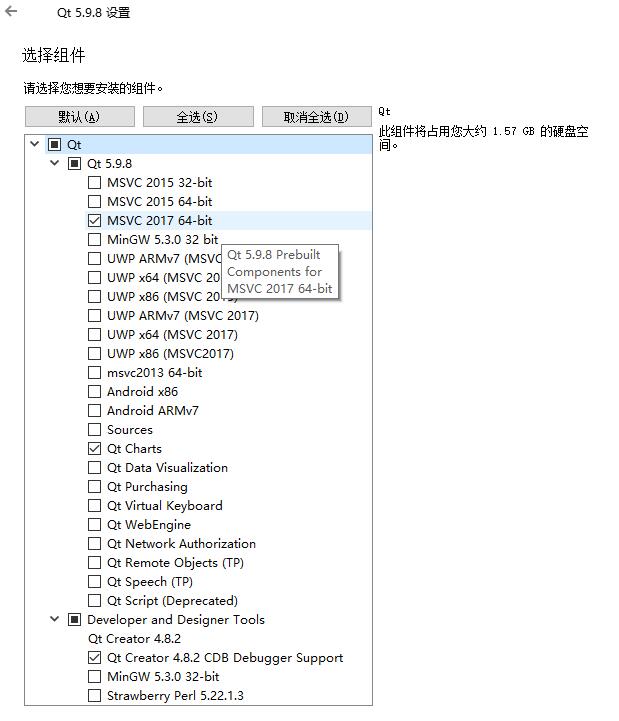 Qt 5.9.8 设置
选择组件
请选择您想要安装的组件。
默认(A)
全选(S)
取消全选(D)
Qt
此组件将占用您大约 1.57 GB 的硬盘空
间。
Qt
Qt 5.9.8
MSVC 2015 32-bit
MSVC 2015 64-bit
MSVC 2017 64-bit
MinGW 5.3.0 32 bit
Qt 5.9.8 Prebuilt
Components for
MSVC 2017 64-bit
UWP ARMv7 (MSVC
UWP x64 (MSVC 20
UWP x86 (MSVC
UWP ARMv7 (MSVC 2017)
UWP x64 (MSVC 2017)
UWP x86 (MSVC2017)
msvc2013 64-bit
Android x86
Android ARMv7
Sources
Qt Charts
Qt Data Visualization
Qt Purchasing
Qt Virtual Keyboard
Qt WebEngine
Qt Network Authorization
Qt Remote Objects (TP)
Qt Speech (TP)
Qt Script (Deprecated)
Developer and Designer Tools
Qt Creator 4.8.2
Qt Creator 4.8.2 CDB Debugger Support
MinGW 5.3.0 32-bit
Strawberry Perl 5.22.1.3